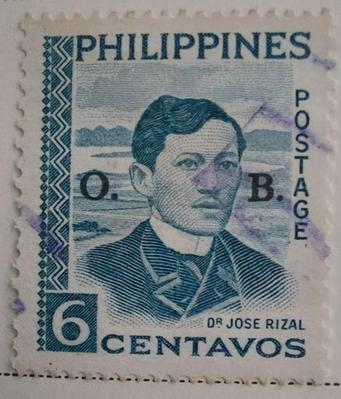 PHILIPPINES
POSTAGE
O. B.
DR JOSE RIZAL
6 CENTAVOS